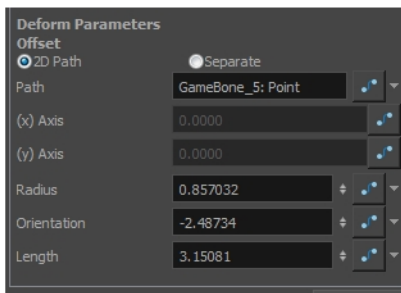 Deform Parameters
Offset
2D Path Separate
Path GameBone_5: Point
(x) Axis 0.0000
(y) Axis 0.0000
Radius 0.857032
Orientation -2.48734
Length 3.15081